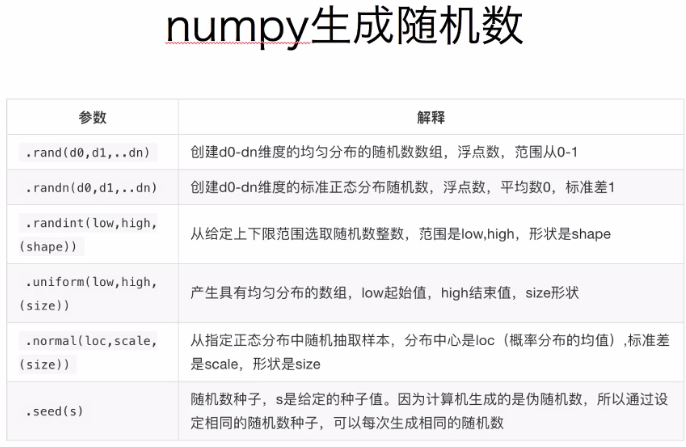 numpy生成随机数
参数 解释
.rand(d0,d1,..dn) 创建d0-dn维度的均匀分布的随机数数组，浮点数，范围从0-1
.randn(d0,d1,..dn) 创建d0-dn维度的标准正态分布随机数，浮点数，平均数0，标准差1
.randint(low,high,
(shape)) 从给定上下限范围选取随机数整数，范围是low,high，形状是shape
.uniform(low,high,
(size)) 产生具有均匀分布的数组，low起始值，high结束值，size形状
.normal(loc,scale, 从指定正态分布中随机抽取样本，分布中心是loc（概率分布的均值）,标准差
(size)) 是scale，形状是size
.seed(s) 随机数种子，s是给定的种子值。因为计算机生成的是伪随机数，所以通过设
定相同的随机数种子，可以每次生成相同的随机数